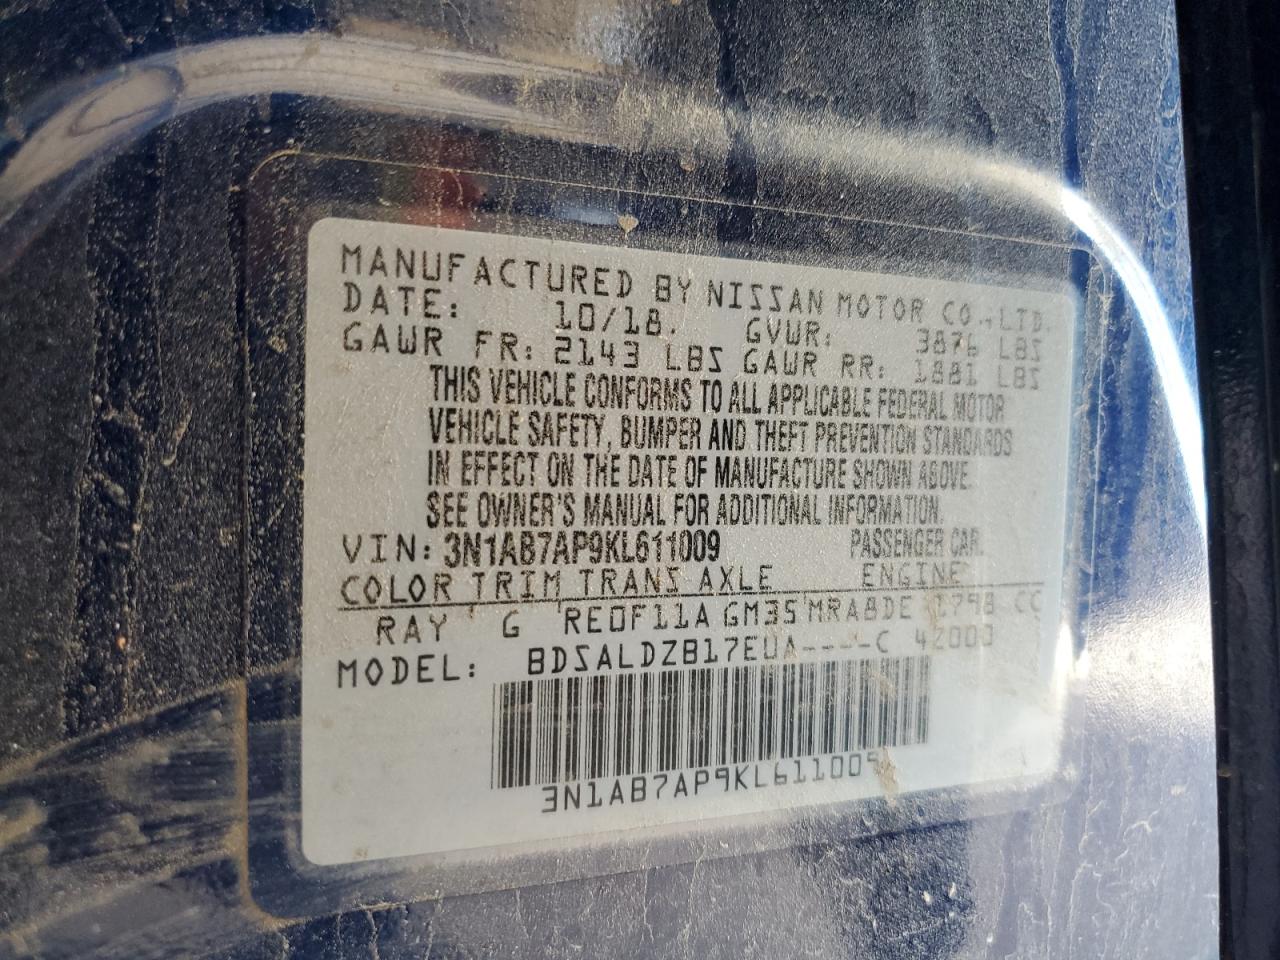 MANUFACTURED BY NISSAN MOTOR CO.,LTD.
DATE: 10/18. GVWR: 3876 LBS
GAWR FR: 2143 LBS GAWR RR: 1881 LBS
THIS VEHICLE CONFORMS TO ALL APPLICABLE FEDERAL MOTOR
VEHICLE SAFETY, BUMPER AND THEFT PREVENTION STANDARDS
IN EFFECT ON THE DATE OF MANUFACTURE SHOWN ABOVE.
SEE OWNER'S MANUAL FOR ADDITIONAL INFORMATION.
VIN: 3N1AB7AP9KL611009 PASSENGER CAR.
COLOR TRIM TRANS AXLE ENGINE
RAY G RE0F11A GM35 MRA8DE 1798 CC
MODEL: BDSALDZB17EUA----C 42000
3N1AB7AP9KL611009